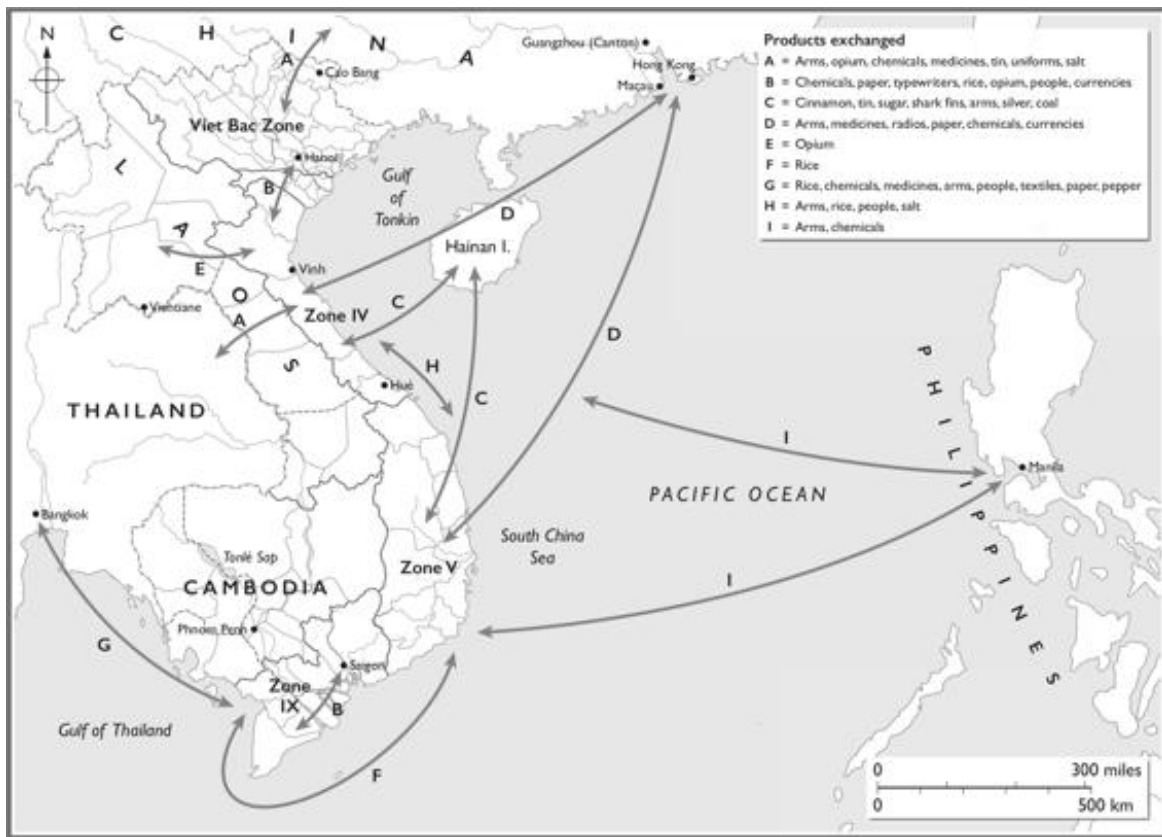 N
C H I N A
A
Cao Bang
Guangzhou (Canton)
Hong Kong
Macau
Products exchanged
A = Arms, opium, chemicals, medicines, tin, uniforms, salt
B = Chemicals, paper, typewriters, rice, opium, people, currencies
C = Cinnamon, tin, sugar, shark fins, arms, silver, coal
D = Arms, medicines, radios, paper, chemicals, currencies
E = Opium
F = Rice
G = Rice, chemicals, medicines, arms, people, textiles, paper, pepper
H = Arms, rice, people, salt
I = Arms, chemicals
Viet Bac Zone
Hanoi
B
Gulf
of
Tonkin
D
Hainan I.
L A O S
E
Vinh
Vientiane
A
Zone IV
C
H
Hué
C
D
THAILAND
I
PHILIPPINES
Manila
PACIFIC OCEAN
Bangkok
Tonlé Sap
South China
Sea
CAMBODIA
Zone V
I
Phnom Penh
G
Saigon
Zone
IX
B
Gulf of Thailand
F
0 300 miles
0 500 km